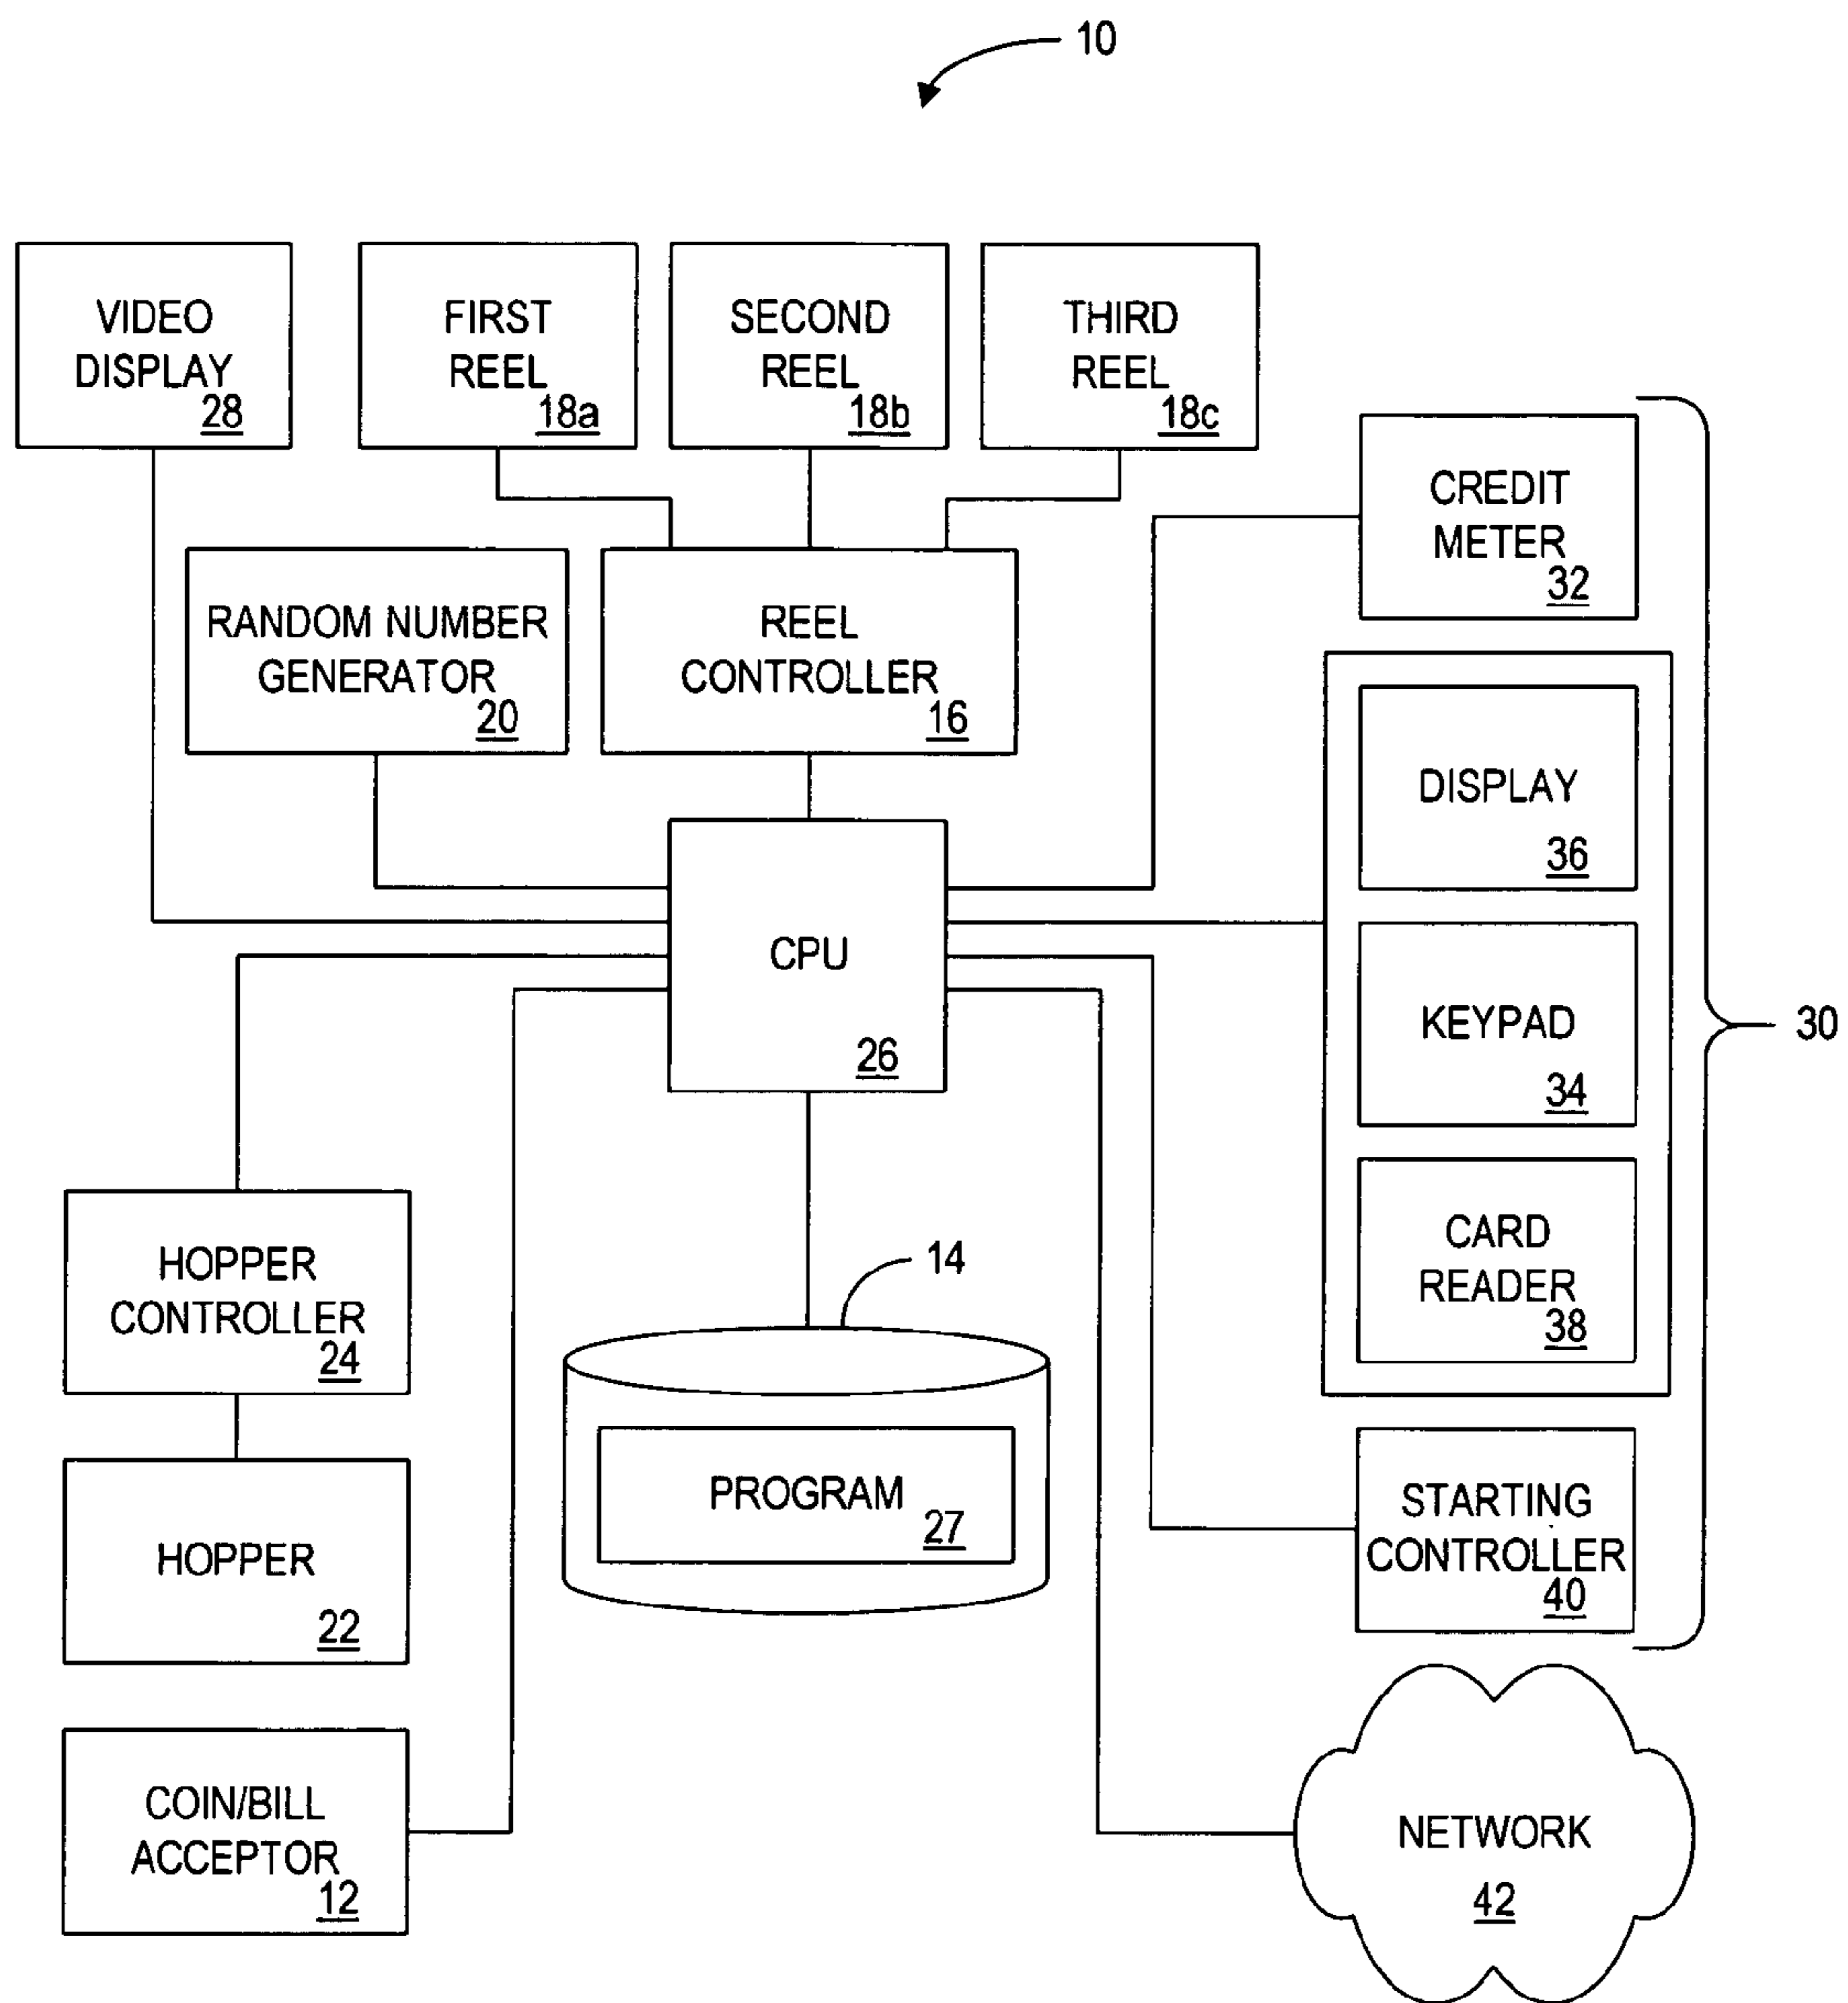 10
VIDEO
DISPLAY
28
FIRST
REEL
18a
SECOND
REEL
18b
THIRD
REEL
18c
CREDIT
METER
32
RANDOM NUMBER
GENERATOR
20
REEL
CONTROLLER
16
DISPLAY
36
CPU
26
KEYPAD
34
30
CARD
READER
38
HOPPER
CONTROLLER
24
14
PROGRAM
27
STARTING
CONTROLLER
40
HOPPER
22
COIN/BILL
ACCEPTOR
12
NETWORK
42